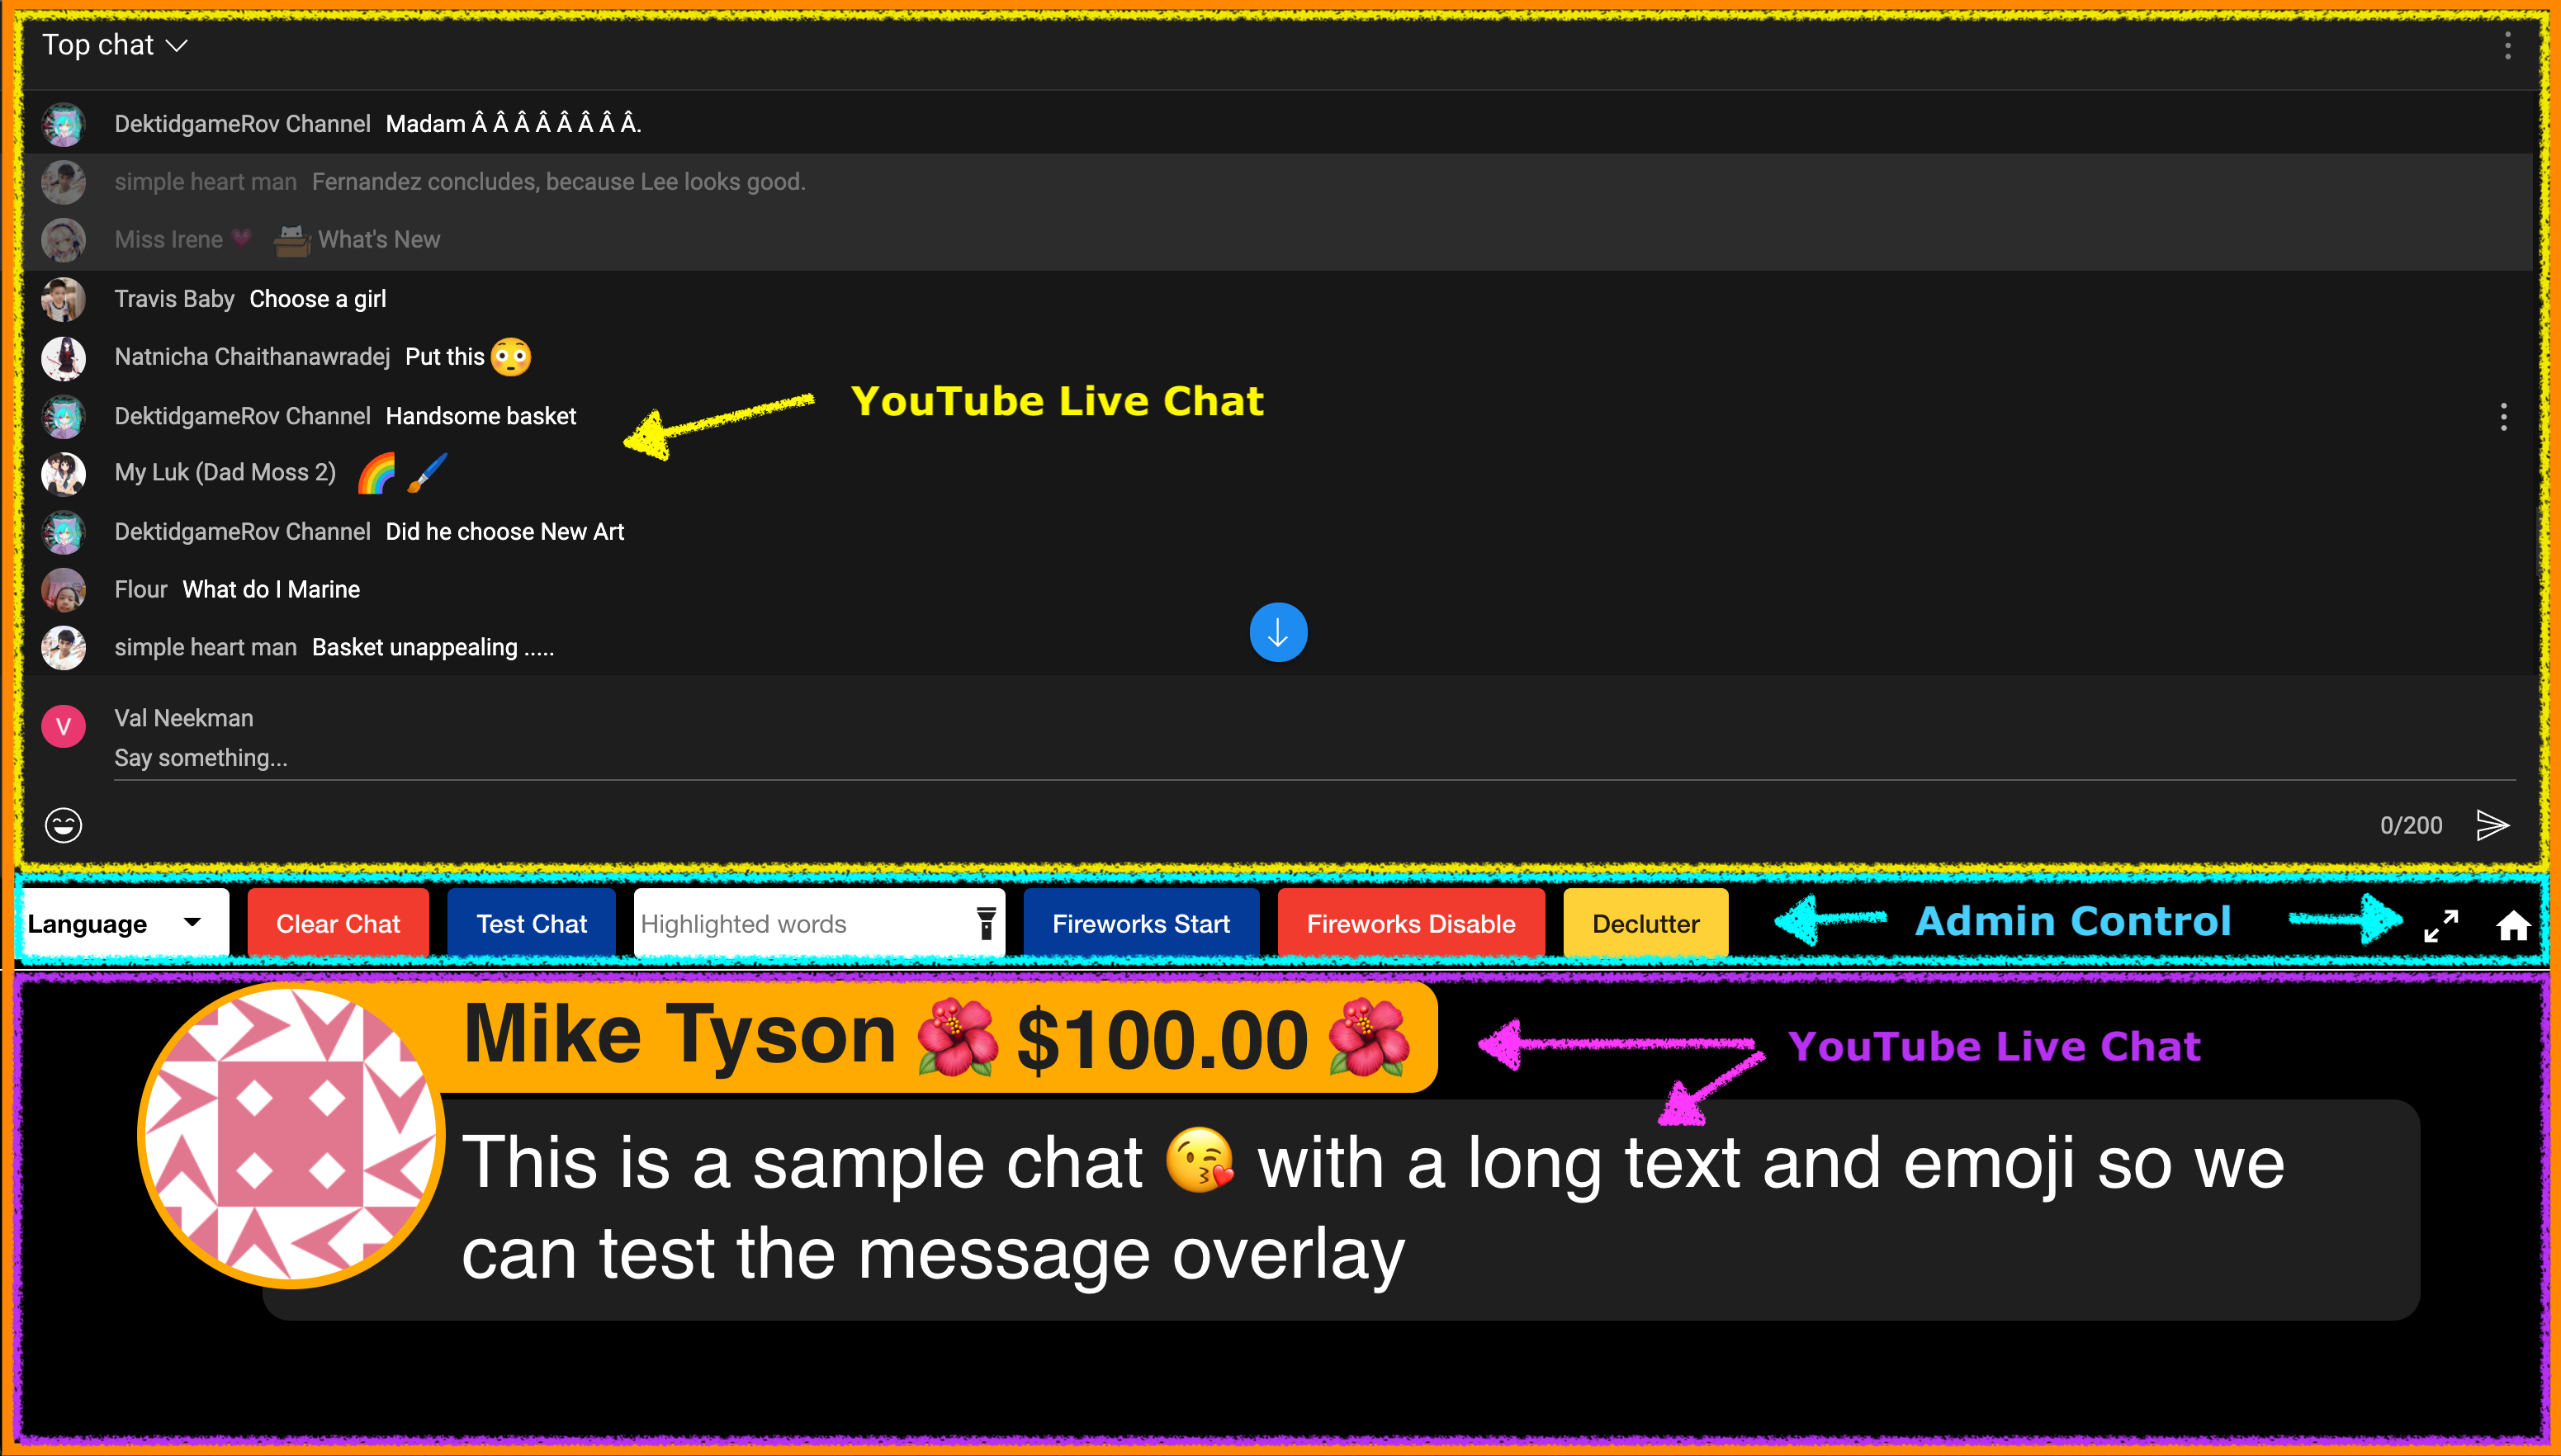 Top chat
DektidgameRov Channel Madam Â Â Â Â Â Â Â Â.
simple heart man Fernandez concludes, because Lee looks good.
Miss Irene 💗 What's New
Travis Baby Choose a girl
Natnicha Chaithanawradej Put this 😳
YouTube Live Chat
DektidgameRov Channel Handsome basket
My Luk (Dad Moss 2) 🌈 🖌️
DektidgameRov Channel Did he choose New Art
Flour What do I Marine
simple heart man Basket unappealing .....
V Val Neekman
Say something...
0/200
Language Clear Chat Test Chat Highlighted words Fireworks Start Fireworks Disable Declutter Admin Control
Mike Tyson 🌺 $100.00 🌺
YouTube Live Chat
This is a sample chat 😘 with a long text and emoji so we
can test the message overlay